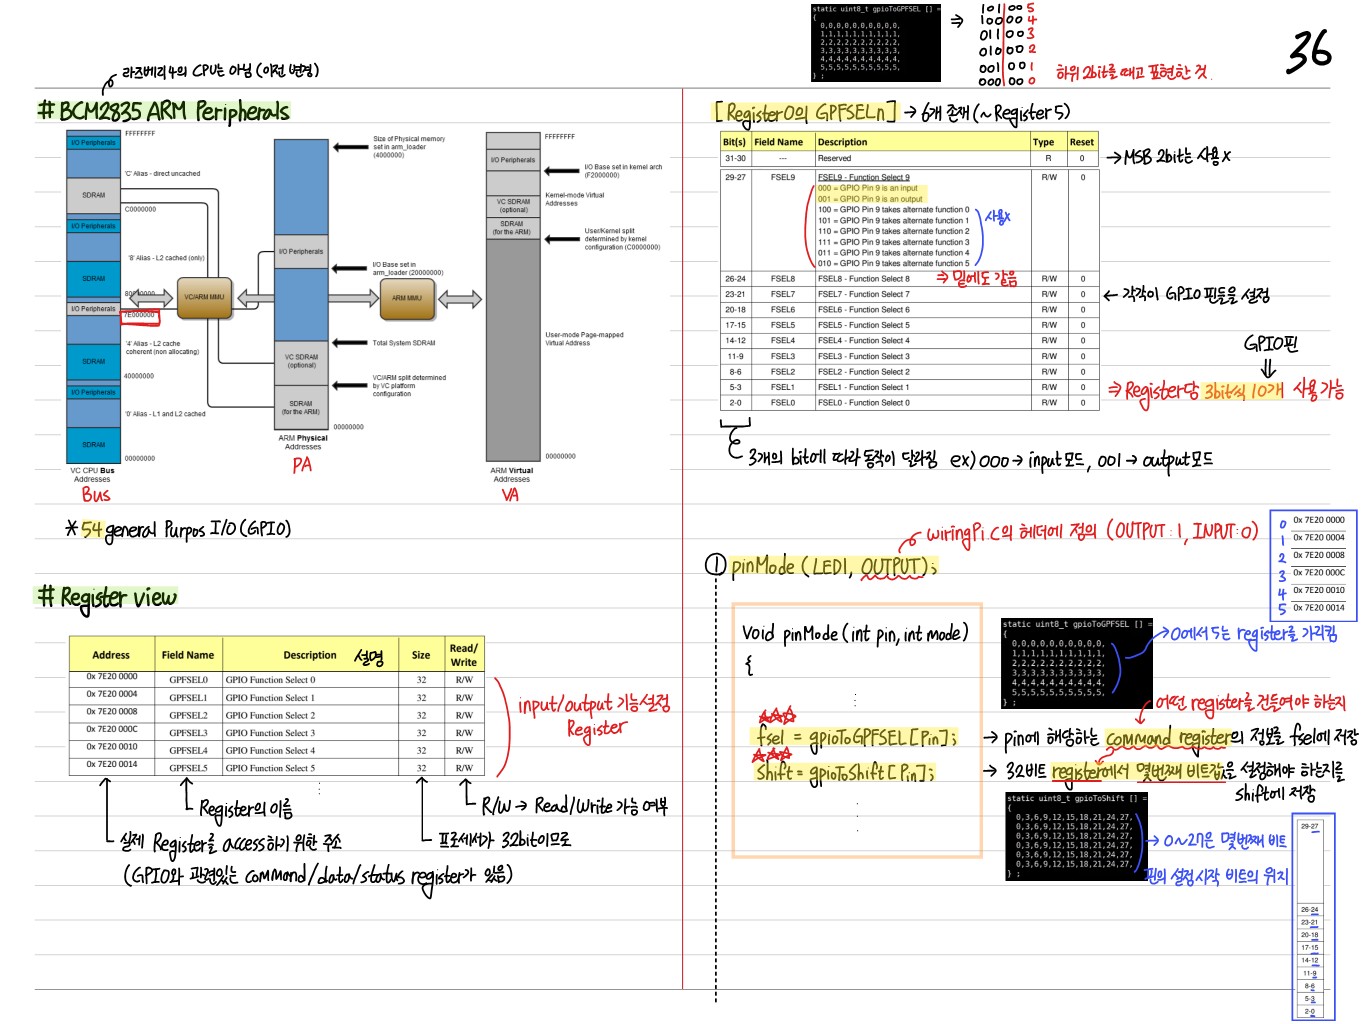 36
라즈베리4의 CPU는 아님 (이전 변경)
# BCM2835 ARM Peripherals
FFFFFFFF
I/O Peripherals
'C' Alias - direct uncached
SDRAM
C0000000
I/O Peripherals
'8' Alias - L2 cached (only)
SDRAM
I/O Peripherals
7E000000
'4' Alias - L2 cache
coherent (non allocating)
SDRAM
40000000
I/O Peripherals
'0' Alias - L1 and L2 cached
SDRAM
00000000
VC CPU Bus
Addresses
Bus
VC/ARM MMU
Size of Physical memory
set in arm_loader
(4000000)
I/O Peripherals
I/O Base set in
arm_loader (20000000)
Total System SDRAM
VC SDRAM
(optional)
VC/ARM split determined
by VC platform
configuration
SDRAM
(for the ARM)
00000000
ARM Physical
Addresses
PA
ARM MMU
FFFFFFFF
I/O Peripherals
I/O Base set in kernel arch
(F2000000)
Kernel-mode Virtual
Addresses
VC SDRAM
(optional)
SDRAM
(for the ARM)
User/Kernel split
determined by kernel
configuration (C0000000)
User-mode Page-mapped
Virtual Address
00000000
ARM Virtual
Addresses
VA
* 54 general Purpos I/O (GPIO)
# Register view
Address Field Name Description 설명 Size Read/Write
0x 7E20 0000 GPFSEL0 GPIO Function Select 0 32 R/W
0x 7E20 0004 GPFSEL1 GPIO Function Select 1 32 R/W
0x 7E20 0008 GPFSEL2 GPIO Function Select 2 32 R/W
0x 7E20 000C GPFSEL3 GPIO Function Select 3 32 R/W
0x 7E20 0010 GPFSEL4 GPIO Function Select 4 32 R/W
0x 7E20 0014 GPFSEL5 GPIO Function Select 5 32 R/W
input/output 기능설정
Register
Register의 이름
R/W → Read/Write 가능 여부
실제 Register를 access하기 위한 주소
프로세서가 32bit이므로
(GPIO와 관련있는 command/data/status register가 있음)
static uint8_t gpioToGPFSEL [] =
{
0,0,0,0,0,0,0,0,0,0,
1,1,1,1,1,1,1,1,1,1,
2,2,2,2,2,2,2,2,2,2,
3,3,3,3,3,3,3,3,3,3,
4,4,4,4,4,4,4,4,4,4,
5,5,5,5,5,5,5,5,5,5,
} ;
⇒
101 00 5
100 00 4
011 00 3
010 00 2
001 00 1
000 00 0
하위 2bit를 떼고 표현한 것.
[Register0의 GPFSELn] → 6개 존재 (~Register 5)
Bit(s) Field Name Description Type Reset
31-30 --- Reserved R 0
→ MSB 2bit는 사용X
29-27 FSEL9 FSEL9 - Function Select 9 R/W 0
000 = GPIO Pin 9 is an input
001 = GPIO Pin 9 is an output
100 = GPIO Pin 9 takes alternate function 0
101 = GPIO Pin 9 takes alternate function 1
110 = GPIO Pin 9 takes alternate function 2
111 = GPIO Pin 9 takes alternate function 3
011 = GPIO Pin 9 takes alternate function 4
010 = GPIO Pin 9 takes alternate function 5
사용X
26-24 FSEL8 FSEL8 - Function Select 8 R/W 0
⇒ 밑에도 같음
23-21 FSEL7 FSEL7 - Function Select 7 R/W 0
← 각각이 GPIO 핀들을 설정
20-18 FSEL6 FSEL6 - Function Select 6 R/W 0
17-15 FSEL5 FSEL5 - Function Select 5 R/W 0
14-12 FSEL4 FSEL4 - Function Select 4 R/W 0
11-9 FSEL3 FSEL3 - Function Select 3 R/W 0
8-6 FSEL2 FSEL2 - Function Select 2 R/W 0
5-3 FSEL1 FSEL1 - Function Select 1 R/W 0
2-0 FSEL0 FSEL0 - Function Select 0 R/W 0
GPIO핀
⇒ Register당 3bit씩 10개 사용가능
3개의 bit에 따라 동작이 달라짐 ex) 000 → input모드, 001 → output모드
wiringPi.C의 헤더에 정의 (OUTPUT : 1, INPUT : 0)
0 0x 7E20 0000
1 0x 7E20 0004
2 0x 7E20 0008
3 0x 7E20 000C
4 0x 7E20 0010
5 0x 7E20 0014
① pinMode (LED1, OUTPUT);
Void pinMode (int pin, int mode)
{
fsel = gpioToGPFSEL[Pin];
Shift = gpioToShift[Pin];
static uint8_t gpioToGPFSEL [] =
{
0,0,0,0,0,0,0,0,0,0,
1,1,1,1,1,1,1,1,1,1,
2,2,2,2,2,2,2,2,2,2,
3,3,3,3,3,3,3,3,3,3,
4,4,4,4,4,4,4,4,4,4,
5,5,5,5,5,5,5,5,5,5,
} ;
→ 0에서 5는 register를 가리킴
어떤 register를 건들여야 하는지
→ pin에 해당하는 command register의 정보를 fsel에 저장
→ 32비트 register에서 몇번째 비트값을 설정해야 하는지를
Shift에 저장
static uint8_t gpioToShift [] =
{
0,3,6,9,12,15,18,21,24,27,
0,3,6,9,12,15,18,21,24,27,
0,3,6,9,12,15,18,21,24,27,
0,3,6,9,12,15,18,21,24,27,
0,3,6,9,12,15,18,21,24,27,
0,3,6,9,12,15,18,21,24,27,
} ;
→ 0~27은 몇번째 비트
핀의 설정시작 비트의 위치
29-27
26-24
23-21
20-18
17-15
14-12
11-9
8-6
5-3
2-0